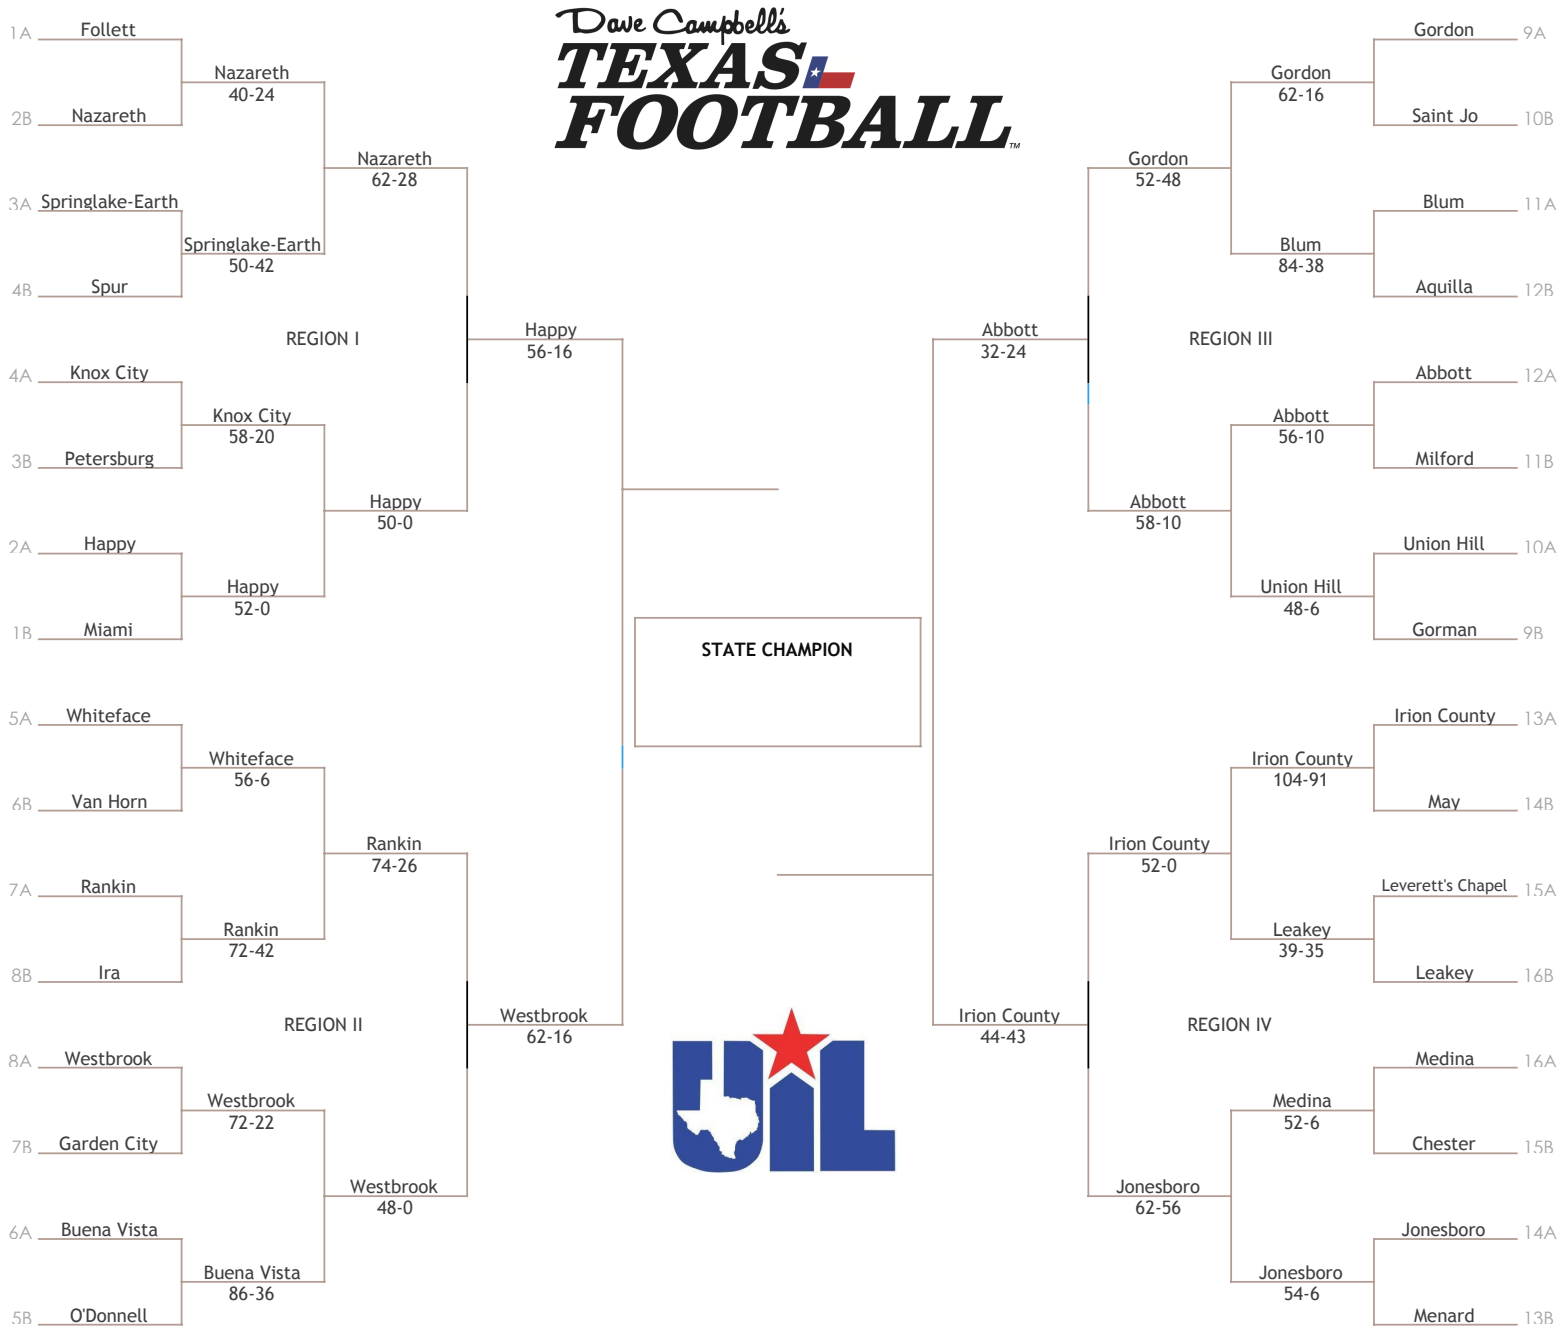 Dave Campbell's
TEXAS
FOOTBALL™
1A Follett
Nazareth
40-24
2B Nazareth
Nazareth
62-28
3A Springlake-Earth
Springlake-Earth
50-42
4B Spur
REGION I
Happy
56-16
4A Knox City
Knox City
58-20
3B Petersburg
Happy
50-0
2A Happy
Happy
52-0
1B Miami
5A Whiteface
Whiteface
56-6
6B Van Horn
Rankin
74-26
7A Rankin
Rankin
72-42
8B Ira
REGION II
Westbrook
62-16
8A Westbrook
Westbrook
72-22
7B Garden City
Westbrook
48-0
6A Buena Vista
Buena Vista
86-36
5B O'Donnell
STATE CHAMPION
UIL
Gordon 9A
Gordon
62-16
Saint Jo 10B
Gordon
52-48
Blum 11A
Blum
84-38
Aquilla 12B
Abbott
32-24
REGION III
Abbott 12A
Abbott
56-10
Milford 11B
Abbott
58-10
Union Hill 10A
Union Hill
48-6
Gorman 9B
Irion County 13A
Irion County
104-91
May 14B
Irion County
52-0
Leverett's Chapel 15A
Leakey
39-35
Leakey 16B
Irion County
44-43
REGION IV
Medina 16A
Medina
52-6
Chester 15B
Jonesboro
62-56
Jonesboro 14A
Jonesboro
54-6
Menard 13B